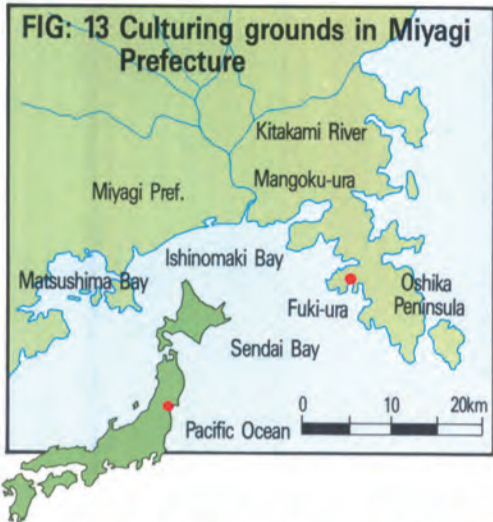 FIG: 13 Culturing grounds in Miyagi
Prefecture
Kitakami River
Mangoku-ura
Miyagi Pref.
Ishinomaki Bay
Matsushima Bay
Oshika
Peninsula
Fuki-ura
Sendai Bay
0 10 20km
Pacific Ocean